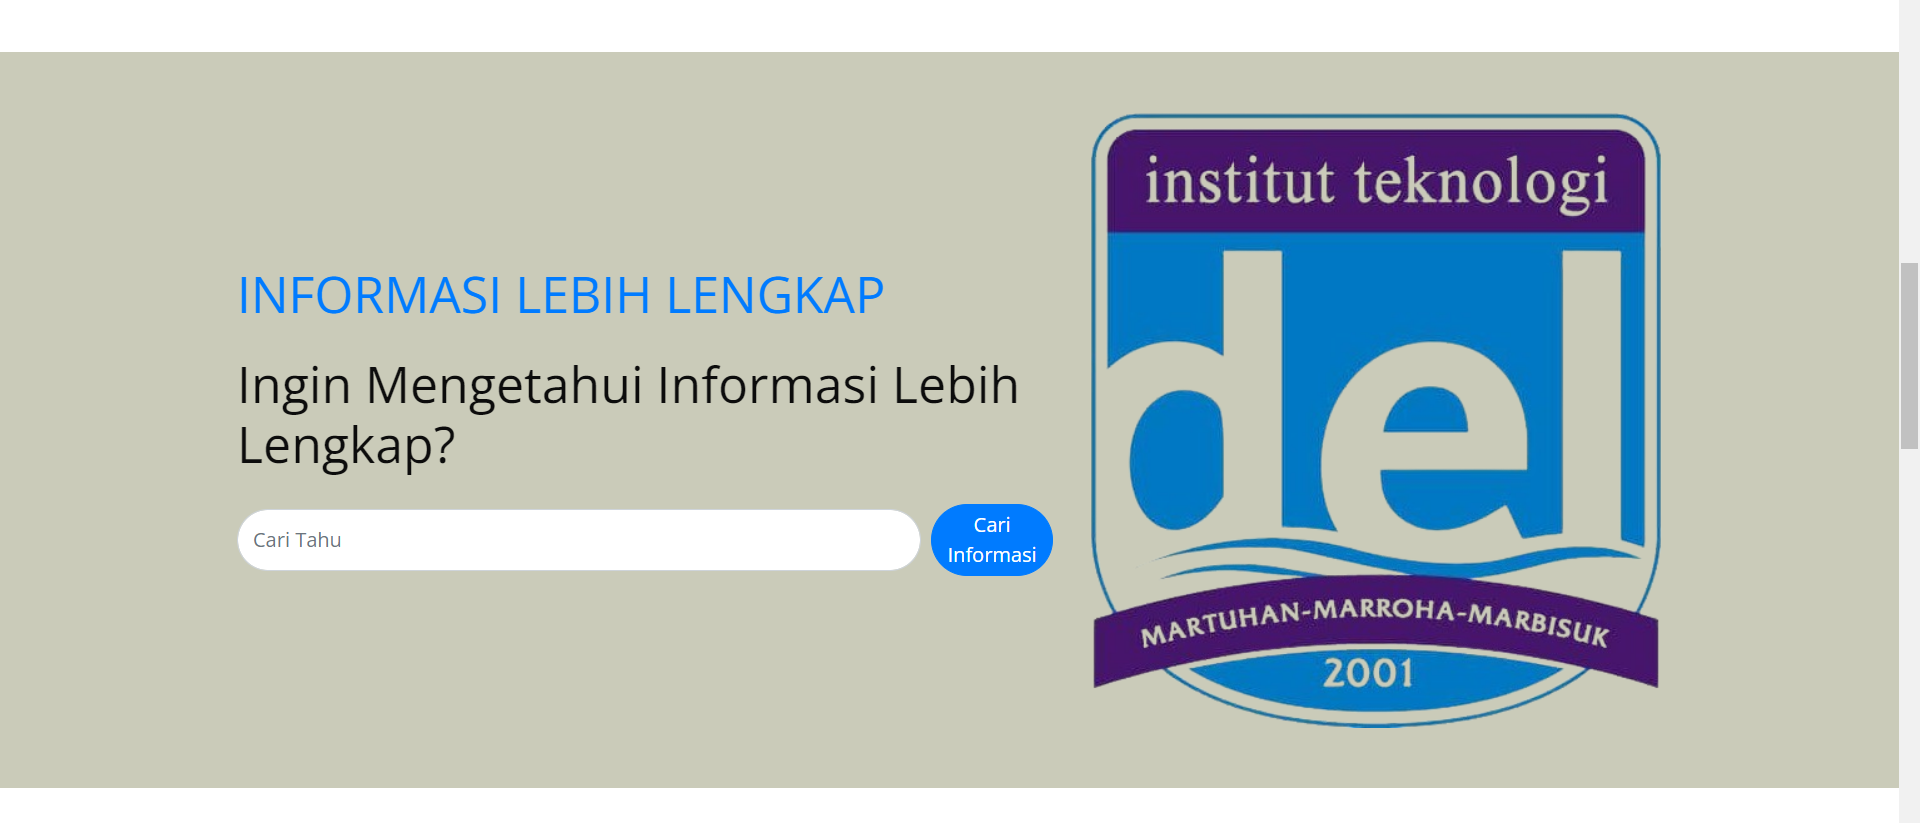 INFORMASI LEBIH LENGKAP
Ingin Mengetahui Informasi Lebih
Lengkap?
Cari Tahu
Cari
Informasi
institut teknologi
del
MARTUHAN-MARROHA-MARBISUK
2001